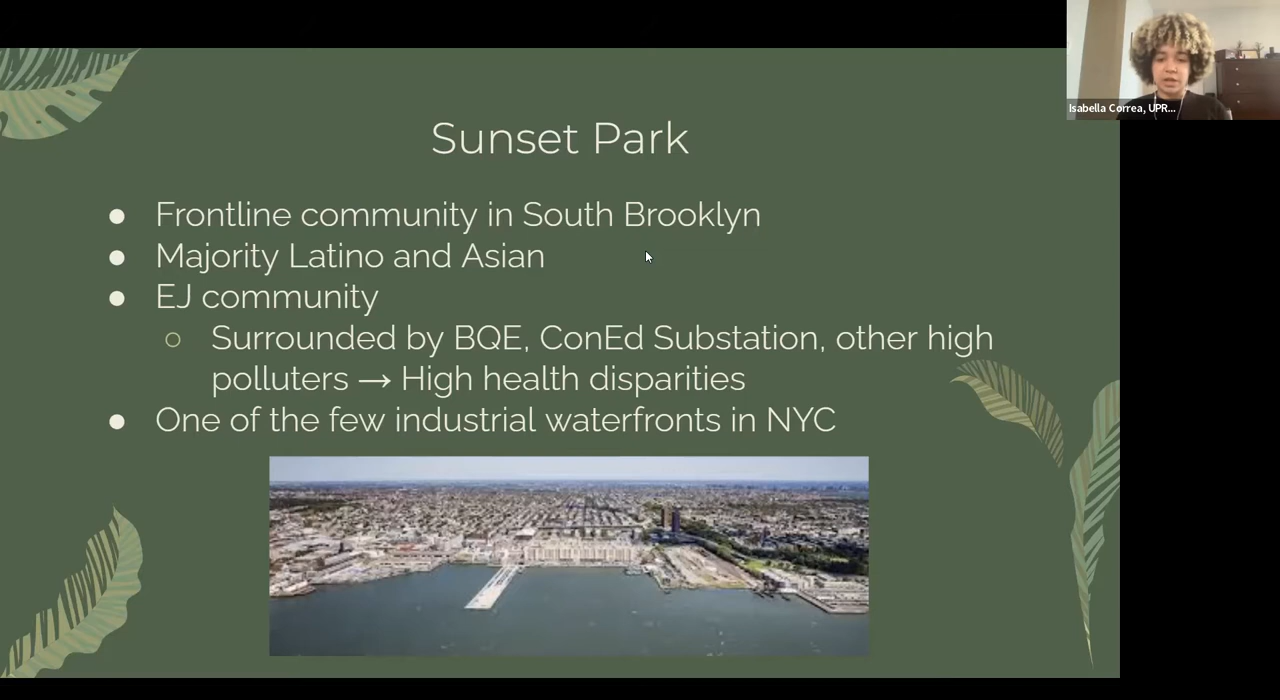 Isabella Correa, UPR...
Sunset Park
● Frontline community in South Brooklyn
● Majority Latino and Asian
● EJ community
○ Surrounded by BQE, ConEd Substation, other high
polluters → High health disparities
● One of the few industrial waterfronts in NYC